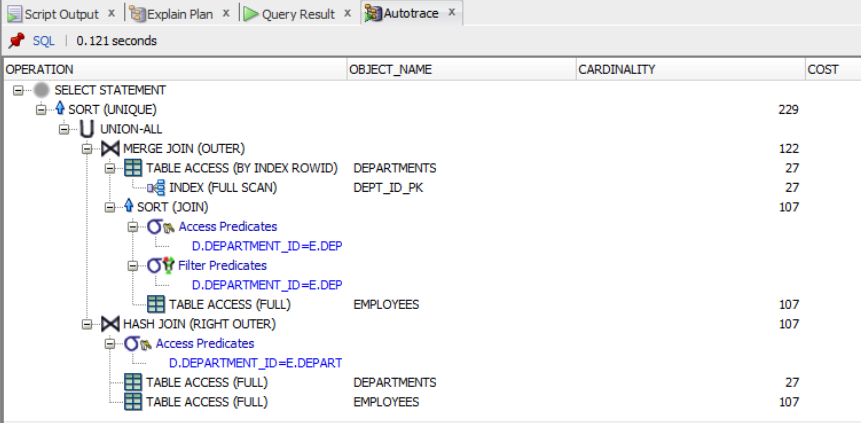 Script Output x Explain Plan x Query Result x Autotrace x
SQL | 0.121 seconds
OPERATION OBJECT_NAME CARDINALITY COST
SELECT STATEMENT
SORT (UNIQUE) 229
UNION-ALL
MERGE JOIN (OUTER) 122
TABLE ACCESS (BY INDEX ROWID) DEPARTMENTS 27
INDEX (FULL SCAN) DEPT_ID_PK 27
SORT (JOIN) 107
Access Predicates
D.DEPARTMENT_ID=E.DEP
Filter Predicates
D.DEPARTMENT_ID=E.DEP
TABLE ACCESS (FULL) EMPLOYEES 107
HASH JOIN (RIGHT OUTER) 107
Access Predicates
D.DEPARTMENT_ID=E.DEPART
TABLE ACCESS (FULL) DEPARTMENTS 27
TABLE ACCESS (FULL) EMPLOYEES 107